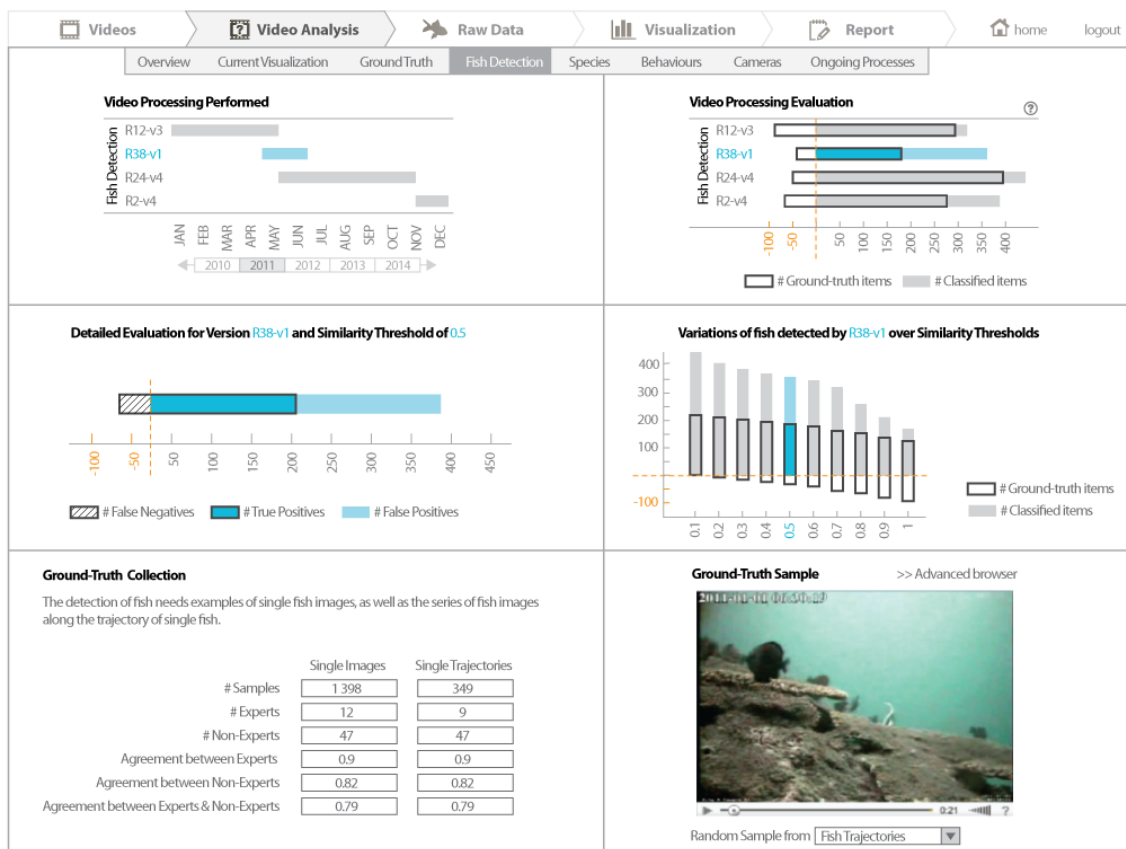 Videos
Video Analysis
Raw Data
Visualization
Report
home
logout
Overview
Current Visualization
Ground Truth
Fish Detection
Species
Behaviours
Cameras
Ongoing Processes
Video Processing Performed
Fish Detection
R12-v3
R38-v1
R24-v4
R2-v4
JAN FEB MAR APR MAY JUN JUL AUG SEP OCT NOV DEC
2010 2011 2012 2013 2014
Video Processing Evaluation
?
Fish Detection
R12-v3
R38-v1
R24-v4
R2-v4
-100 -50 50 100 150 200 250 300 350 400
# Ground-truth items # Classified items
Detailed Evaluation for Version R38-v1 and Similarity Threshold of 0.5
-100 -50 50 100 150 200 250 300 350 400 450
# False Negatives # True Positives # False Positives
Variations of fish detected by R38-v1 over Similarity Thresholds
400
300
200
100
-100
0.1 0.2 0.3 0.4 0.5 0.6 0.7 0.8 0.9 1
# Ground-truth items
# Classified items
Ground-Truth Collection
The detection of fish needs examples of single fish images, as well as the series of fish images
along the trajectory of single fish.
Single Images Single Trajectories
# Samples 1 398 349
# Experts 12 9
# Non-Experts 47 47
Agreement between Experts 0.9 0.9
Agreement between Non-Experts 0.82 0.82
Agreement between Experts & Non-Experts 0.79 0.79
Ground-Truth Sample >> Advanced browser
0:21 ?
Random Sample from Fish Trajectories